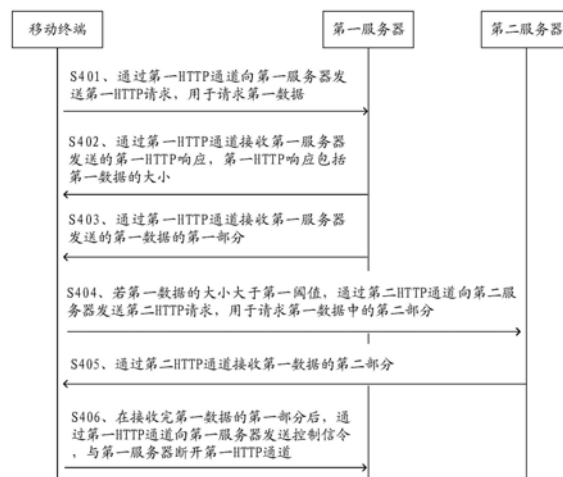 移动终端
第一服务器
第二服务器
S401、通过第一HTTP通道向第一服务器发
送第一HTTP请求，用于请求第一数据
S402、通过第一HTTP通道接收第一服务器
发送的第一HTTP响应，第一HTTP响应包括
第一数据的大小
S403、通过第一HTTP通道接收第一服务器
发送的第一数据的第一部分
S404、若第一数据的大小大于第一阈值，通过第二HTTP通道向第二服
务器发送第二HTTP请求，用于请求第一数据中的第二部分
S405、通过第二HTTP通道接收第一数据的第二部分
S406、在接收完第一数据的第一部分后，通
过第一HTTP通道向第一服务器发送控制信令
，与第一服务器断开第一HTTP通道